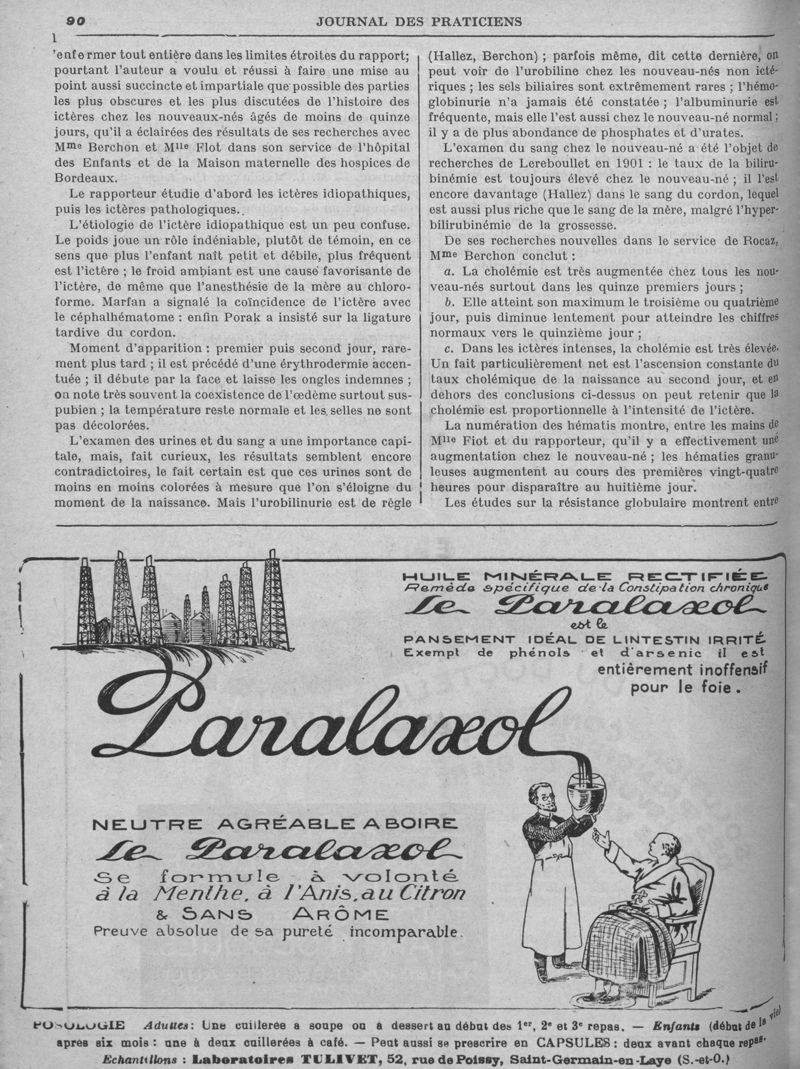 90
JOURNAL DES PRATICIENS
1
'enfermer tout entière dans les limites étroites du rapport;
pourtant l'auteur a voulu et réussi à faire une mise au
point aussi succincte et impartiale que possible des parties
les plus obscures et les plus discutées de l'histoire des
ictères chez les nouveaux-nés âgés de moins de quinze
jours, qu'il a éclairées des résultats de ses recherches avec
Mme Berchon et Mlle Flot dans son service de l'hôpital
des Enfants et de la Maison maternelle des hospices de
Bordeaux.
Le rapporteur étudie d'abord les ictères idiopathiques,
puis les ictères pathologiques.
L'étiologie de l'ictère idiopathique est un peu confuse.
Le poids joue un rôle indéniable, plutôt de témoin, en ce
sens que plus l'enfant naît petit et débile, plus fréquent
est l'ictère ; le froid ambiant est une cause favorisante de
l'ictère, de même que l'anesthésie de la mère au chloro-
forme. Marfan a signalé la coïncidence de l'ictère avec
le céphalhématome : enfin Porak a insisté sur la ligature
tardive du cordon.
Moment d'apparition : premier puis second jour, rare-
ment plus tard ; il est précédé d'une érythrodermie accen-
tuée ; il débute par la face et laisse les ongles indemnes ;
on note très souvent la coexistence de l'œdème surtout sus-
pubien ; la température reste normale et les selles ne sont
pas décolorées.
L'examen des urines et du sang a une importance capi-
tale, mais, fait curieux, les résultats semblent encore
contradictoires, le fait certain est que ces urines sont de
moins en moins colorées à mesure que l'on s'éloigne du
moment de la naissance. Mais l'urobilinurie est de règle
(Hallez, Berchon) ; parfois même, dit cette dernière, on
peut voir de l'urobiline chez les nouveau-nés non icté-
riques ; les sels biliaires sont extrêmement rares ; l'hémo-
globinurie n'a jamais été constatée ; l'albuminurie est
fréquente, mais elle l'est aussi chez le nouveau-né normal ;
il y a de plus abondance de phosphates et d'urates.
L'examen du sang chez le nouveau-né a été l'objet de
recherches de Lereboullet en 1901 : le taux de la biliru-
binémie est toujours élevé chez le nouveau-né ; il l'est
encore davantage (Hallez) dans le sang du cordon, lequel
est aussi plus riche que le sang de la mère, malgré l'hyper-
bilirubinémie de la grossesse.
De ses recherches nouvelles dans le service de Rocaz,
Mme Berchon conclut :
a. La cholémie est très augmentée chez tous les nou-
veau-nés surtout dans les quinze premiers jours ;
b. Elle atteint son maximum le troisième ou quatrième
jour, puis diminue lentement pour atteindre les chiffres
normaux vers le quinzième jour ;
c. Dans les ictères intenses, la cholémie est très élevée.
Un fait particulièrement net est l'ascension constante du
taux cholémique de la naissance au second jour, et en
dehors des conclusions ci-dessus on peut retenir que la
cholémie est proportionnelle à l'intensité de l'ictère.
La numération des hématis montre, entre les mains de
Mlle Fiot et du rapporteur, qu'il y a effectivement une
augmentation chez le nouveau-né ; les hématies granu-
leuses augmentent au cours des premières vingt-quatre
heures pour disparaître au huitième jour.
Les études sur la résistance globulaire montrent entre
HUILE MINÉRALE RECTIFIÉE
Remède spécifique de la Constipation chronique
Le Paralaxol
est le
PANSEMENT IDÉAL DE LINTESTIN IRRITÉ
Exempt de phénols et d'arsenic il est
entièrement inoffensif
pour le foie.
Paralaxol
NEUTRE AGRÉABLE A BOIRE
Le Paralaxol
Se formule à volonté
à la Menthe, à l'Anis, au Citron
& SANS ARÔME
Preuve absolue de sa pureté incomparable.
POSOLOGIE Adultes: Une cuillerée à soupe ou à dessert au début des 1er, 2e et 3e repas. — Enfants (début de la vie)
après six mois : une à deux cuillerées à café. — Peut aussi se prescrire en CAPSULES : deux avant chaque repas.
Echantillons : Laboratoires TULIVET, 52, rue de Poissy, Saint-Germain-en-Laye (S.-et-O.)